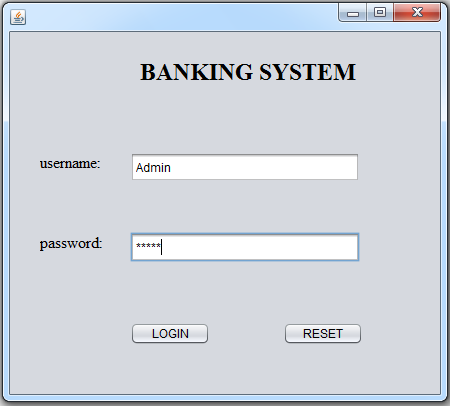 BANKING SYSTEM
username: Admin
password: *****
LOGIN RESET